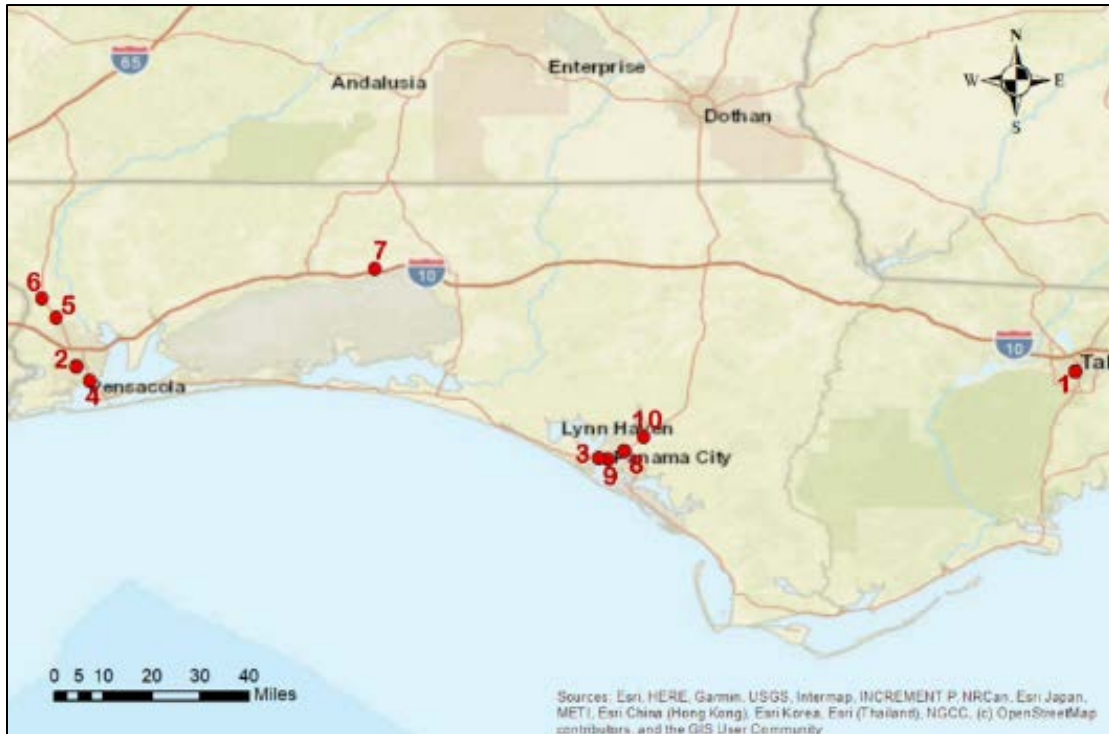 65
Andalusia
Enterprise
Dothan
N
W E
S
7
10
6
5
2
Pensacola
4
10
Tal
1
10
Lynn Haven
3
Panama City
8
9
0 5 10 20 30 40
Miles
Sources: Esri, HERE, Garmin, USGS, Intermap, INCREMENT P, NRCan, Esri Japan,
METI, Esri China (Hong Kong), Esri Korea, Esri (Thailand), NGCC, (c) OpenStreetMap
contributors, and the GIS User Community